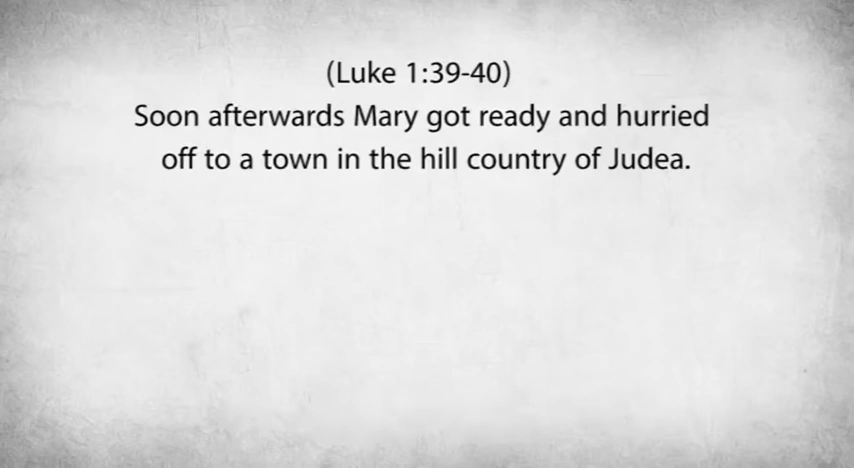 (Luke 1:39-40)
Soon afterwards Mary got ready and hurried
off to a town in the hill country of Judea.